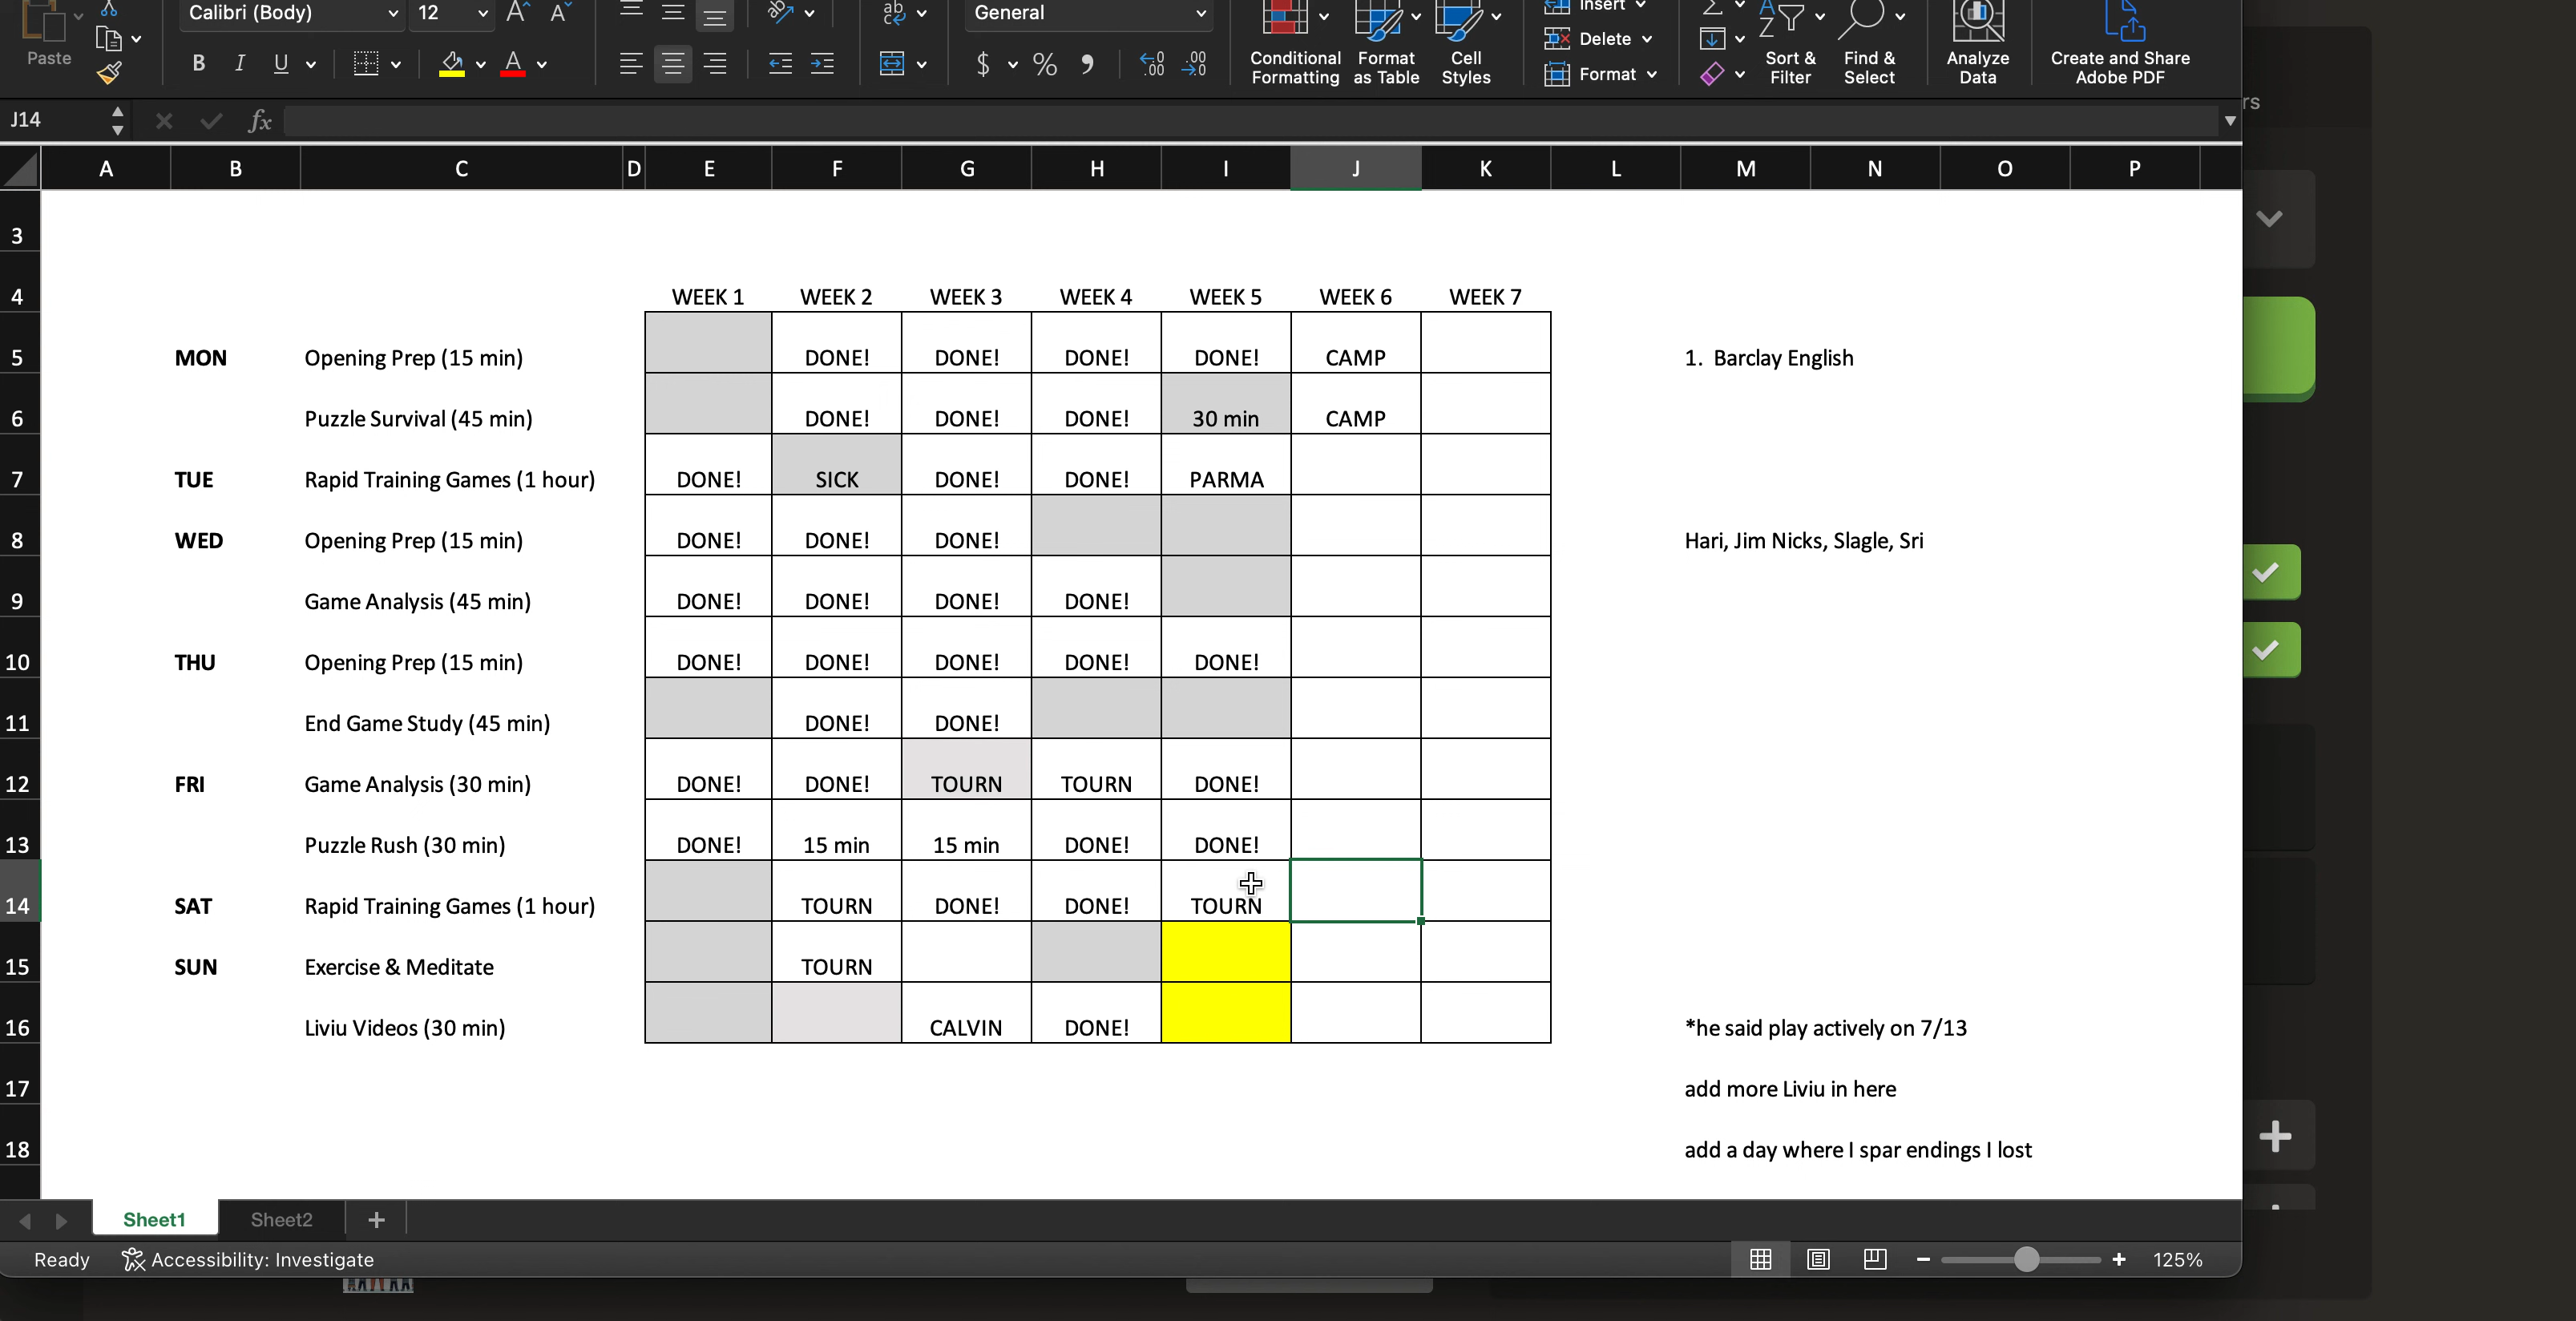 Calibri (Body) 12 General Insert
Paste Delete
B I U $ % 9 Conditional Formatting Format as Table Cell Styles Format Sort & Filter Find & Select Analyze Data Create and Share Adobe PDF
J14 fx
rs
A B C D E F G H I J K L M N O P
3
4 WEEK 1 WEEK 2 WEEK 3 WEEK 4 WEEK 5 WEEK 6 WEEK 7
5 MON Opening Prep (15 min) DONE! DONE! DONE! DONE! CAMP 1. Barclay English
6 Puzzle Survival (45 min) DONE! DONE! DONE! 30 min CAMP
7 TUE Rapid Training Games (1 hour) DONE! SICK DONE! DONE! PARMA
8 WED Opening Prep (15 min) DONE! DONE! DONE! Hari, Jim Nicks, Slagle, Sri
9 Game Analysis (45 min) DONE! DONE! DONE! DONE!
10 THU Opening Prep (15 min) DONE! DONE! DONE! DONE! DONE!
11 End Game Study (45 min) DONE! DONE!
12 FRI Game Analysis (30 min) DONE! DONE! TOURN TOURN DONE!
13 Puzzle Rush (30 min) DONE! 15 min 15 min DONE! DONE!
14 SAT Rapid Training Games (1 hour) TOURN DONE! DONE! TOURN
15 SUN Exercise & Meditate TOURN
16 Liviu Videos (30 min) CALVIN DONE! *he said play actively on 7/13
17 add more Liviu in here
18 add a day where I spar endings I lost
Sheet1 Sheet2 +
Ready Accessibility: Investigate 125%